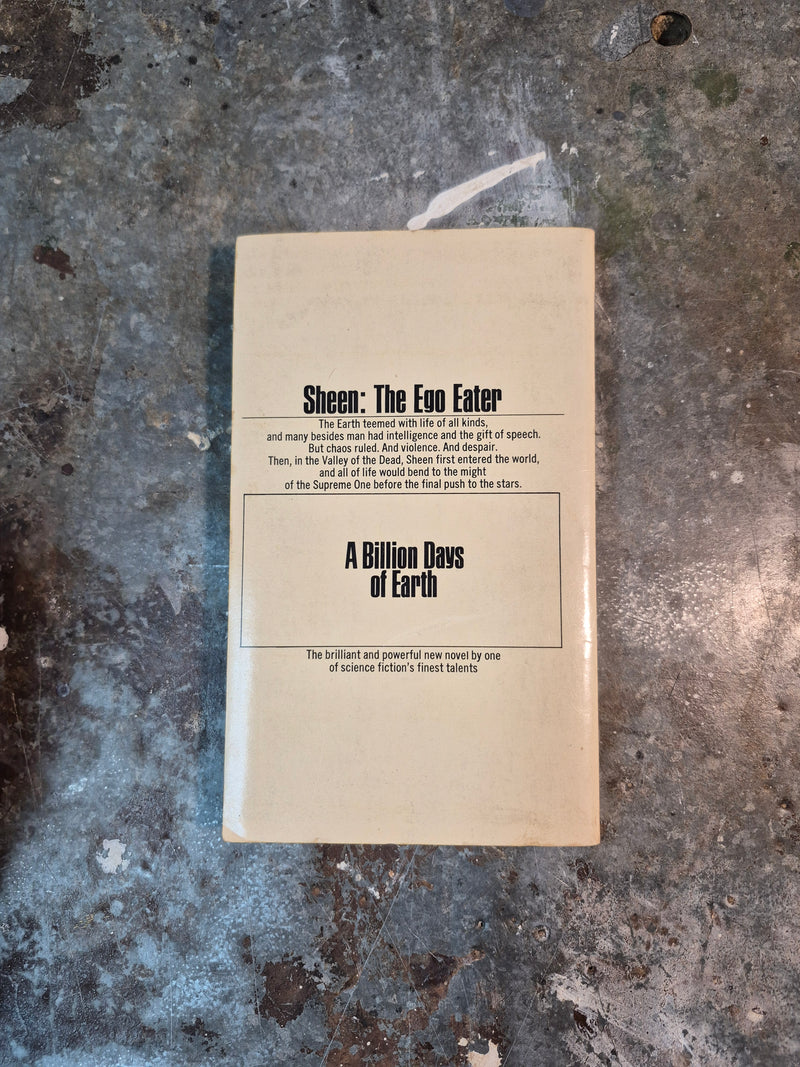 Sheen: The Ego Eater
The Earth teemed with life of all kinds,
and many besides man had intelligence and the gift of speech.
But chaos ruled. And violence. And despair.
Then, in the Valley of the Dead, Sheen first entered the world,
and all of life would bend to the might
of the Supreme One before the final push to the stars.
A Billion Days
of Earth
The brilliant and powerful new novel by one
of science fiction's finest talents